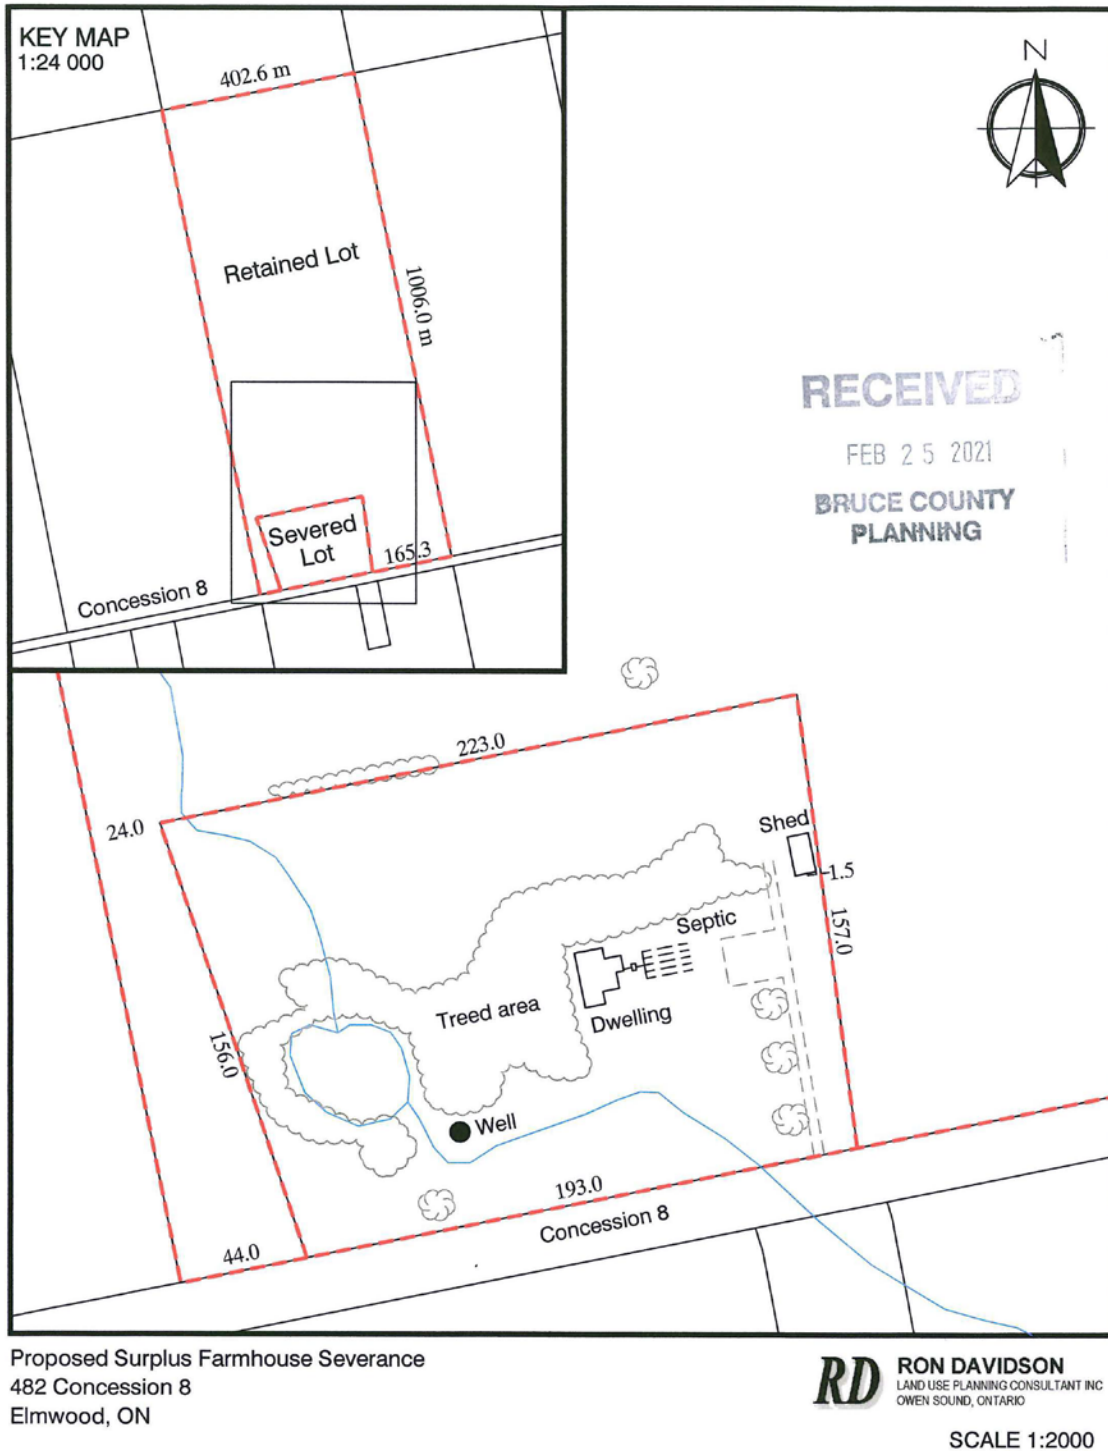 KEY MAP
1:24 000
402.6 m
Retained Lot
1006.0 m
Severed
Lot
165.3
Concession 8
N
RECEIVED
FEB 25 2021
BRUCE COUNTY
PLANNING
223.0
24.0
Shed
1.5
157.0
Septic
Treed area
Dwelling
156.0
Well
193.0
Concession 8
44.0
Proposed Surplus Farmhouse Severance
482 Concession 8
Elmwood, ON
RD
RON DAVIDSON
LAND USE PLANNING CONSULTANT INC
OWEN SOUND, ONTARIO
SCALE 1:2000